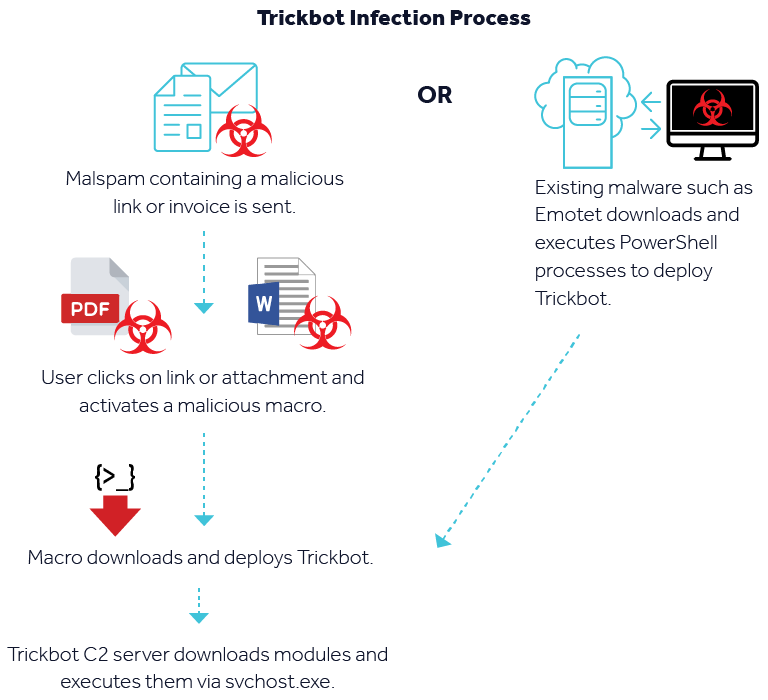 Trickbot Infection Process
OR
Malspam containing a malicious
link or invoice is sent.
Existing malware such as
Emotet downloads and
executes PowerShell
processes to deploy
Trickbot.
PDF
W
User clicks on link or attachment and
activates a malicious macro.
{>_}
Macro downloads and deploys Trickbot.
Trickbot C2 server downloads modules and
executes them via svchost.exe.